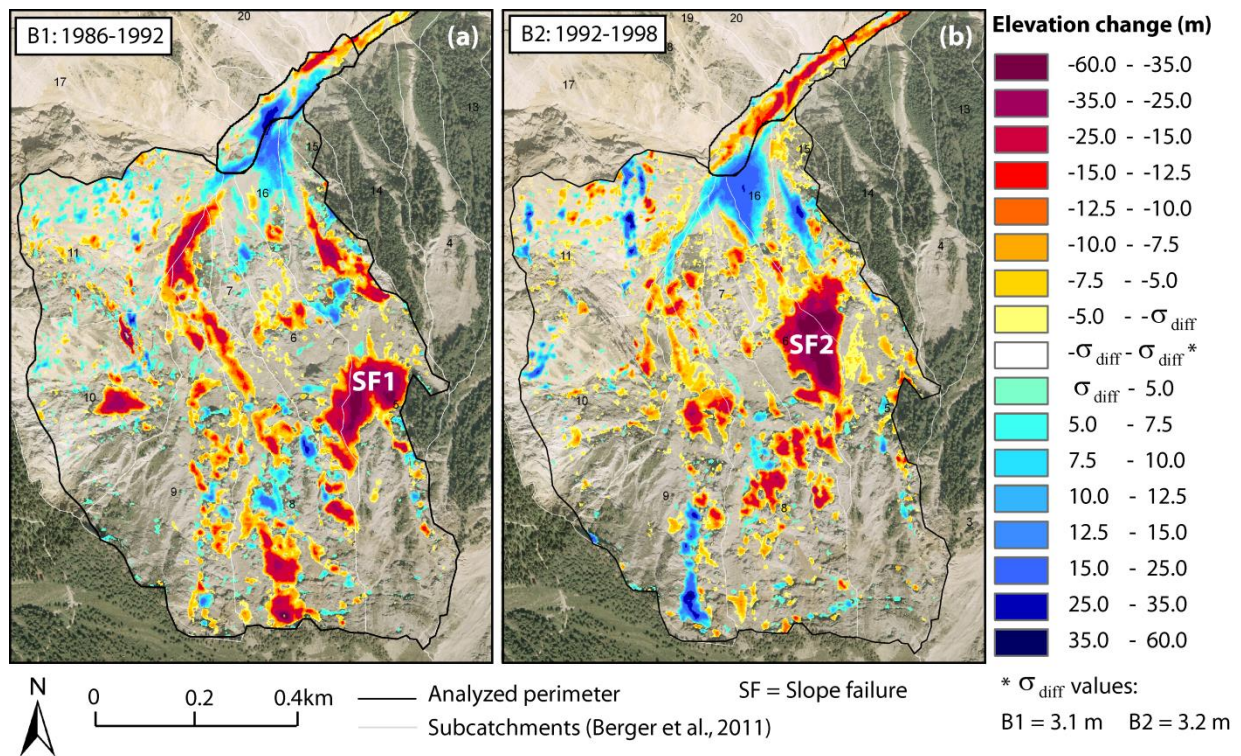 B1: 1986-1992
(a)
20
17
13
15
14
16
4
11
7
6
SF1
10
5
9
8
B2: 1992-1998
(b)
19
20
18
17
1
13
15
14
16
4
11
7
SF2
10
5
9
8
3
Elevation change (m)
-60.0 - -35.0
-35.0 - -25.0
-25.0 - -15.0
-15.0 - -12.5
-12.5 - -10.0
-10.0 - -7.5
-7.5 - -5.0
-5.0 - -σdiff
-σdiff - σdiff *
σdiff - 5.0
5.0 - 7.5
7.5 - 10.0
10.0 - 12.5
12.5 - 15.0
15.0 - 25.0
25.0 - 35.0
35.0 - 60.0
* σdiff values:
B1 = 3.1 m B2 = 3.2 m
N
0 0.2 0.4km
Analyzed perimeter
Subcatchments (Berger et al., 2011)
SF = Slope failure